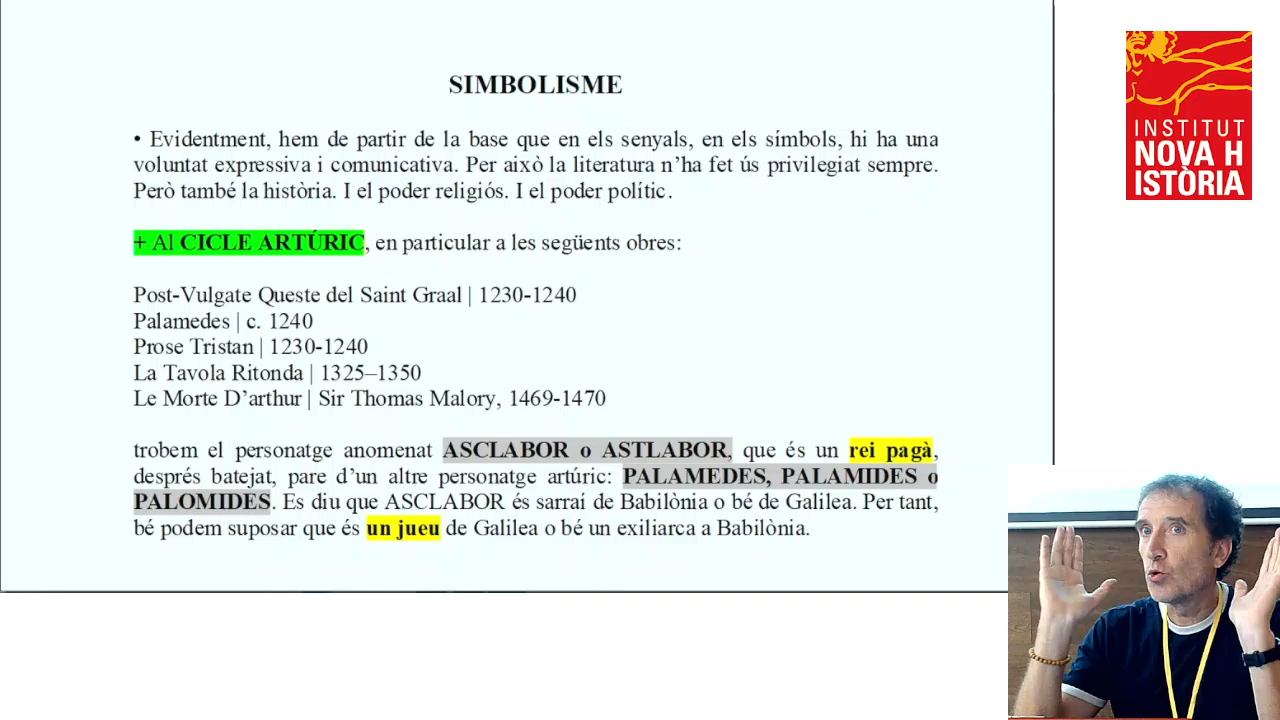 SIMBOLISME
• Evidentment, hem de partir de la base que en els senyals, en els símbols, hi ha una
voluntat expressiva i comunicativa. Per això la literatura n'ha fet ús privilegiat sempre.
Però també la història. I el poder religiós. I el poder polític.
+ Al CICLE ARTÚRIC, en particular a les següents obres:
Post-Vulgate Queste del Saint Graal | 1230-1240
Palamedes | c. 1240
Prose Tristan | 1230-1240
La Tavola Ritonda | 1325–1350
Le Morte D'arthur | Sir Thomas Malory, 1469-1470
trobem el personatge anomenat ASCLABOR o ASTLABOR, que és un rei pagà,
després batejat, pare d'un altre personatge artúric: PALAMEDES, PALAMIDES o
PALOMIDES. Es diu que ASCLABOR és sarraí de Babilònia o bé de Galilea. Per tant,
bé podem suposar que és un jueu de Galilea o bé un exiliarca a Babilònia.
INSTITUT
NOVA H
ISTÒRIA